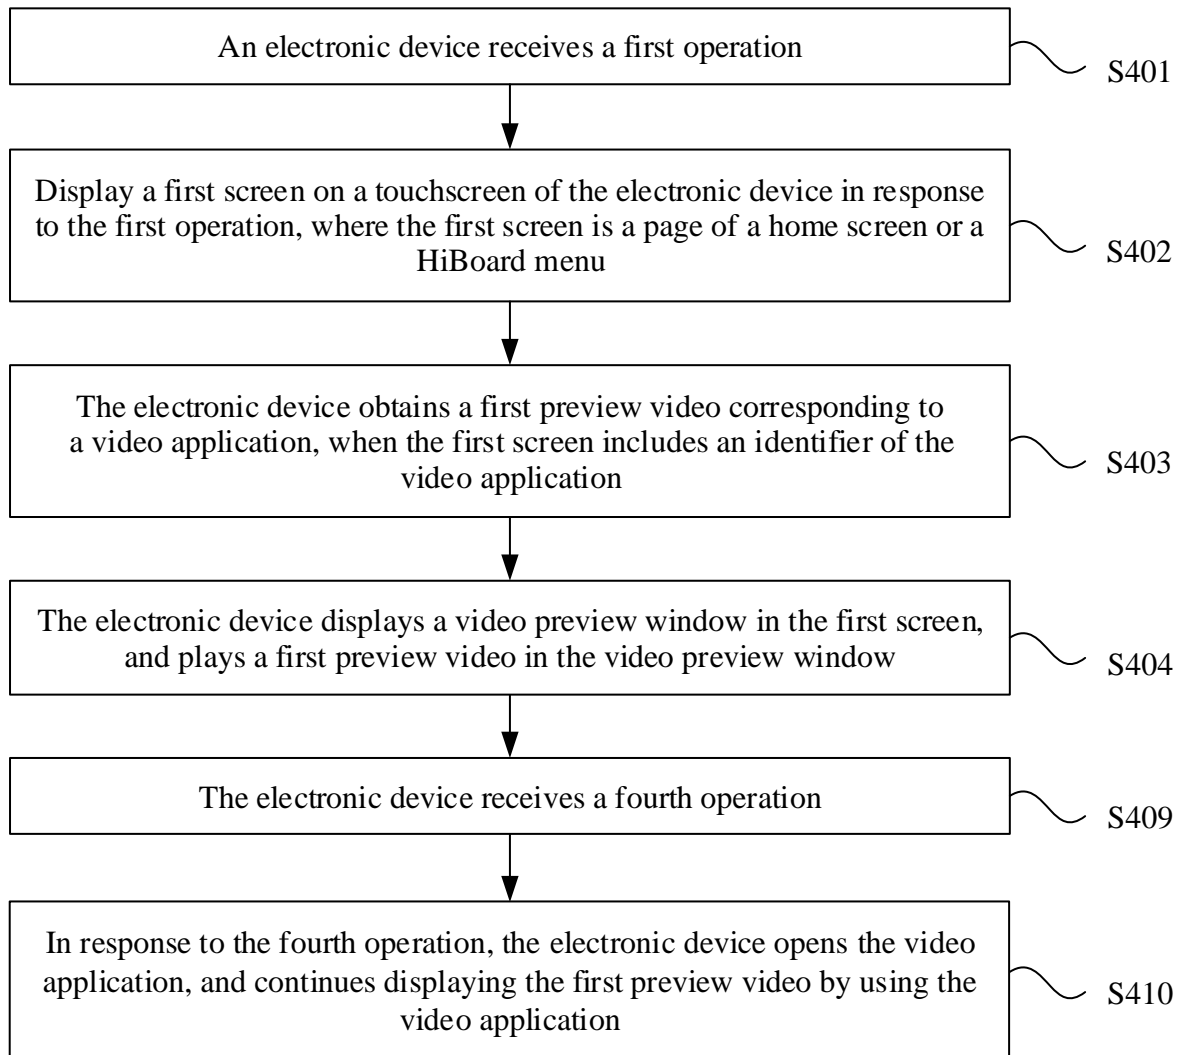 An electronic device receives a first operation
S401
Display a first screen on a touchscreen of the electronic device in response
to the first operation, where the first screen is a page of a home screen or a
HiBoard menu
S402
The electronic device obtains a first preview video corresponding to
a video application, when the first screen includes an identifier of the
video application
S403
The electronic device displays a video preview window in the first screen,
and plays a first preview video in the video preview window
S404
The electronic device receives a fourth operation
S409
In response to the fourth operation, the electronic device opens the video
application, and continues displaying the first preview video by using the
video application
S410